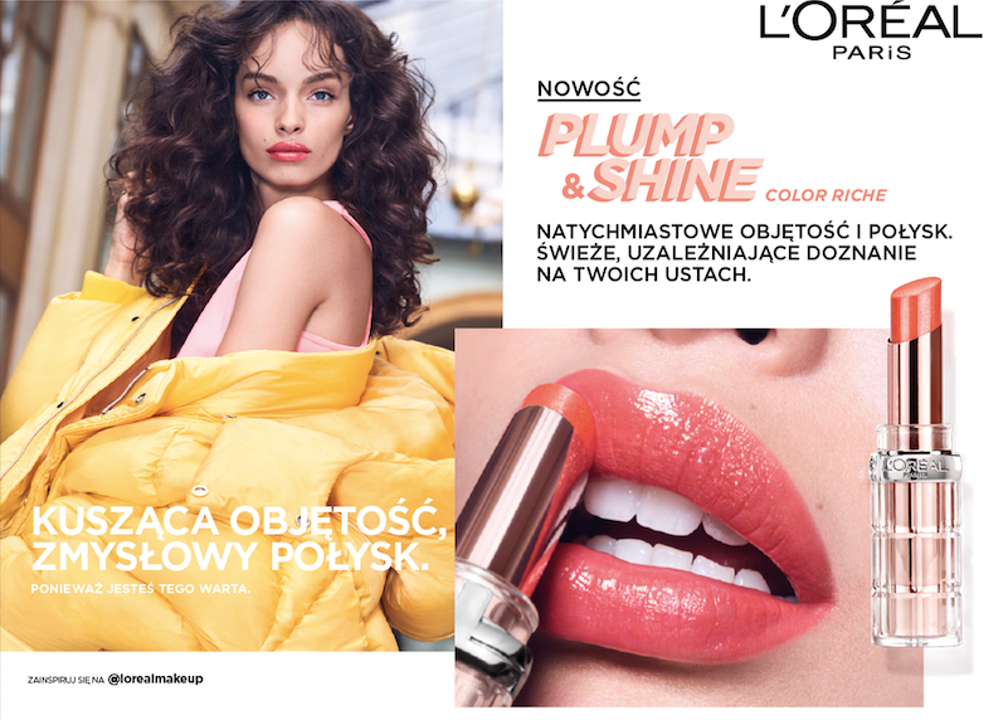 L'ORÉAL
PARiS
NOWOŚĆ
PLUMP
& SHINE COLOR RICHE
NATYCHMIASTOWE OBJĘTOŚĆ I POŁYSK.
ŚWIEŻE, UZALEŻNIAJĄCE DOZNANIE
NA TWOICH USTACH.
L'ORÉAL
PARIS
KUSZĄCA OBJĘTOŚĆ,
ZMYSŁOWY POŁYSK.
PONIEWAŻ JESTEŚ TEGO WARTA.
ZAINSPIRUJ SIĘ NA @lorealmakeup